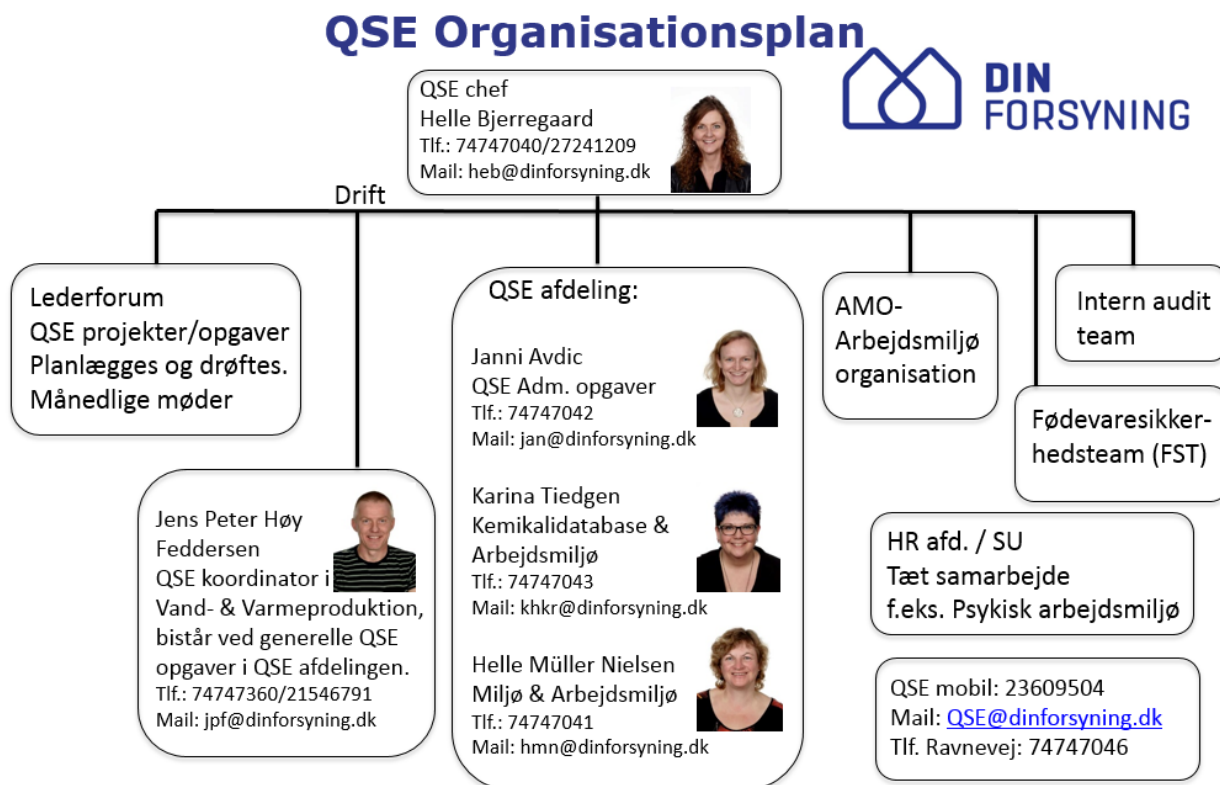 QSE Organisationsplan
DIN
FORSYNING
QSE chef
Helle Bjerregaard
Tlf.: 74747040/27241209
Mail: heb@dinforsyning.dk
Drift
Lederforum
QSE projekter/opgaver
Planlægges og drøftes.
Månedlige møder
Jens Peter Høy
Feddersen
QSE koordinator i
Vand- & Varmeproduktion,
bistår ved generelle QSE
opgaver i QSE afdelingen.
Tlf.: 74747360/21546791
Mail: jpf@dinforsyning.dk
QSE afdeling:
Janni Avdic
QSE Adm. opgaver
Tlf.: 74747042
Mail: jan@dinforsyning.dk
Karina Tiedgen
Kemikalidatabase &
Arbejdsmiljø
Tlf.: 74747043
Mail: khkr@dinforsyning.dk
Helle Müller Nielsen
Miljø & Arbejdsmiljø
Tlf.: 74747041
Mail: hmn@dinforsyning.dk
AMO-
Arbejdsmiljø
organisation
Intern audit
team
Fødevaresikker-
hedsteam (FST)
HR afd. / SU
Tæt samarbejde
f.eks. Psykisk arbejdsmiljø
QSE mobil: 23609504
Mail: QSE@dinforsyning.dk
Tlf. Ravnevej: 74747046